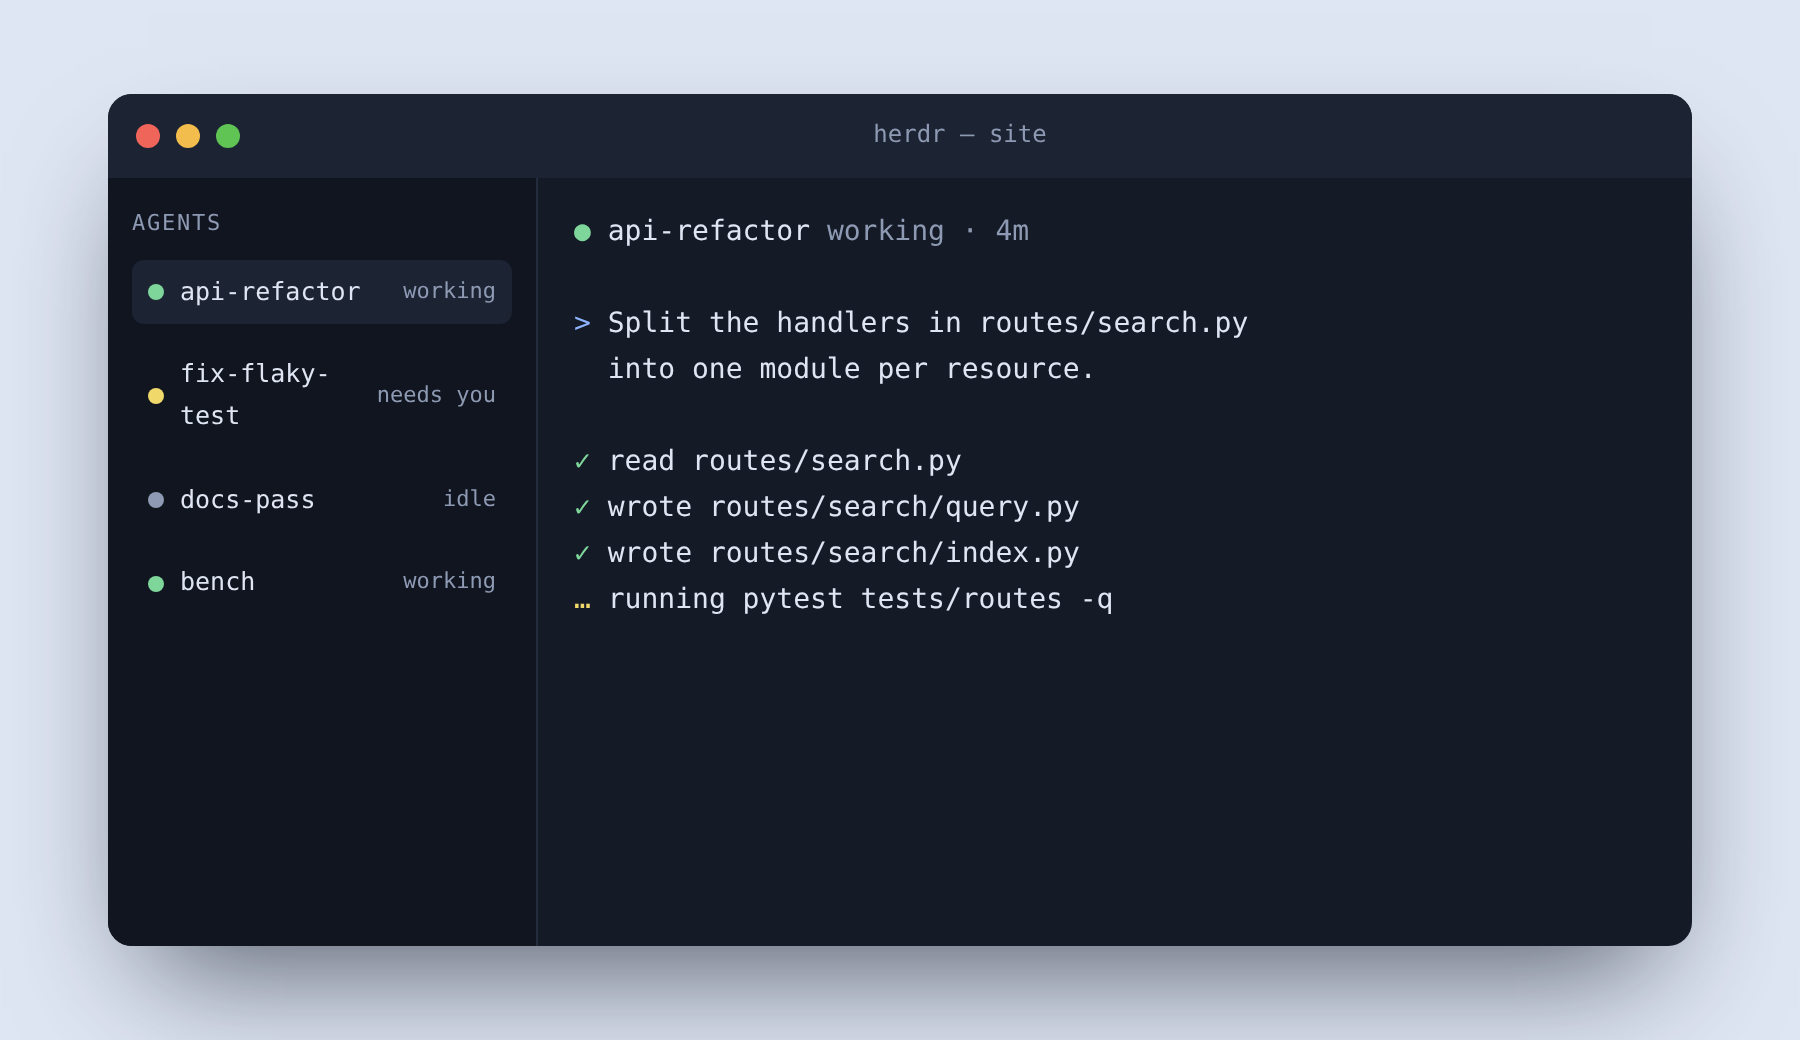 herdr — site
AGENTS
api-refactor working
fix-flaky-
test
needs you
docs-pass idle
bench working
● api-refactor working · 4m
> Split the handlers in routes/search.py
into one module per resource.
✓ read routes/search.py
✓ wrote routes/search/query.py
✓ wrote routes/search/index.py
… running pytest tests/routes -q